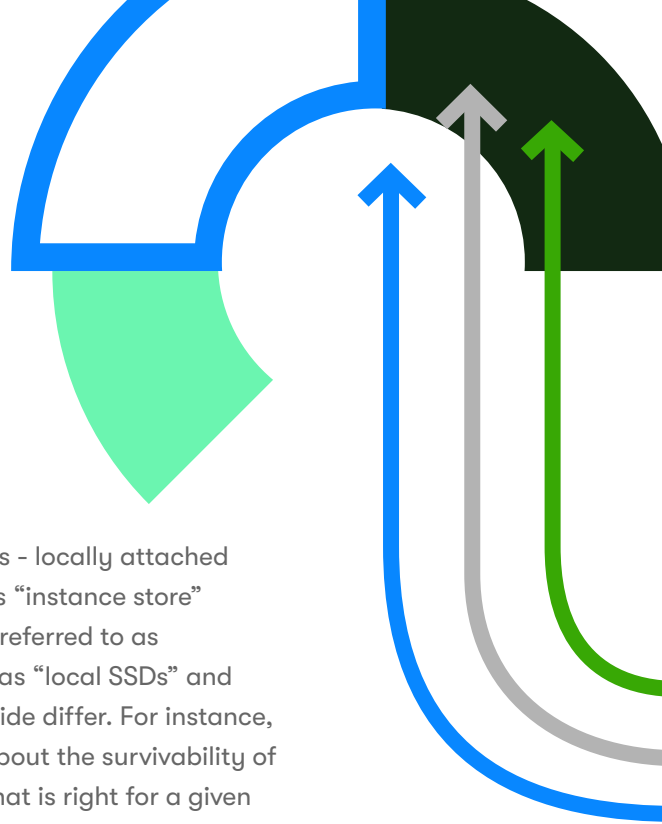 s - locally attached
s “instance store”
referred to as
as “local SSDs” and
ide differ. For instance,
bout the survivability of
hat is right for a given